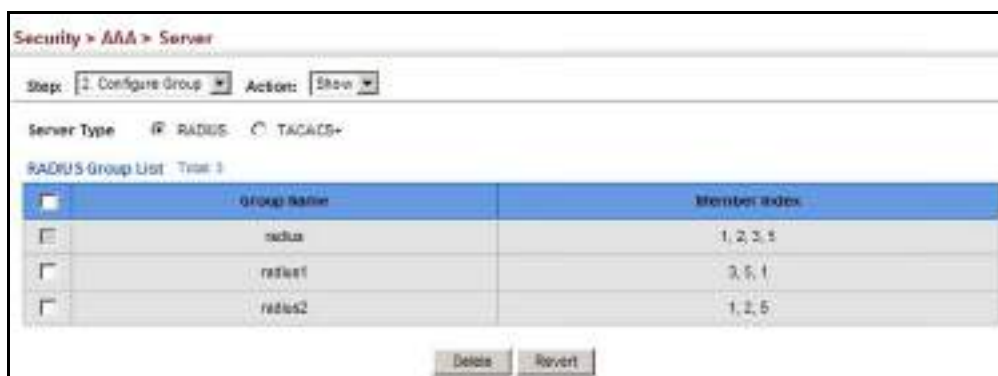 Security > AAA > Server
Step: 2. Configure Group Action: Show
Server Type RADIUS TACACS+
RADIUS Group List Total: 3
Group Name Member Index
radius 1, 2, 3, 5
radius1 3, 5, 1
radius2 1, 2, 5
Delete Revert